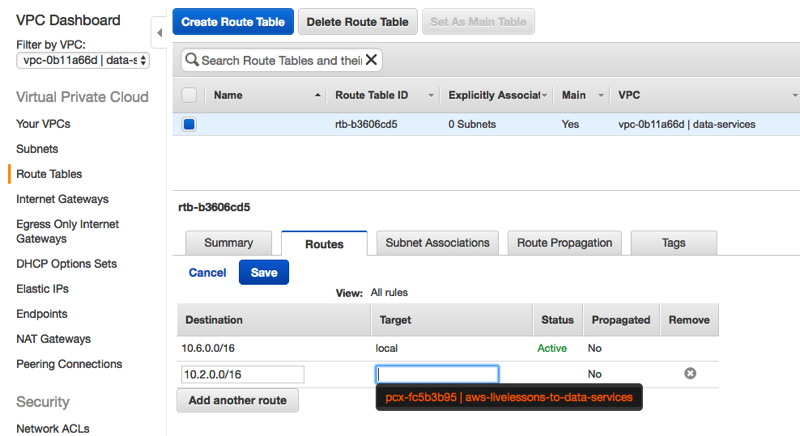 VPC Dashboard
Filter by VPC:
vpc-0b11a66d | data-s
Virtual Private Cloud
Your VPCs
Subnets
Route Tables
Internet Gateways
Egress Only Internet
Gateways
DHCP Options Sets
Elastic IPs
Endpoints
NAT Gateways
Peering Connections
Security
Network ACLs
Create Route Table Delete Route Table Set As Main Table
Search Route Tables and their
Name Route Table ID Explicitly Associat Main VPC
rtb-b3606cd5 0 Subnets Yes vpc-0b11a66d | data-services
rtb-b3606cd5
Summary Routes Subnet Associations Route Propagation Tags
Cancel Save
View: All rules
Destination Target Status Propagated Remove
10.6.0.0/16 local Active No
10.2.0.0/16 No
pcx-fc5b3b95 | aws-livelessons-to-data-services
Add another route